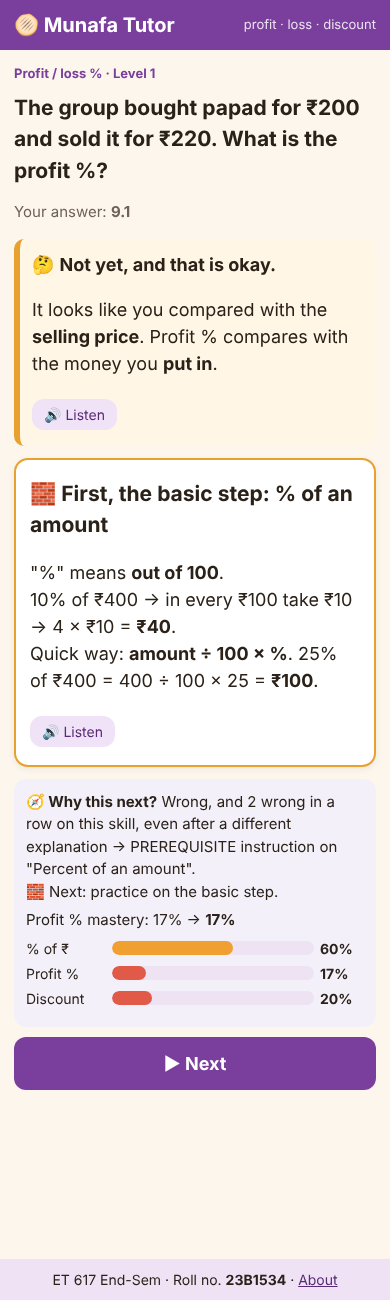 Munafa Tutor
profit · loss · discount
Profit / loss % · Level 1
The group bought papad for ₹200
and sold it for ₹220. What is the
profit %?
Your answer: 9.1
🤔 Not yet, and that is okay.
It looks like you compared with the
selling price. Profit % compares with
the money you put in.
🔊 Listen
🧱 First, the basic step: % of an
amount
"%" means out of 100.
10% of ₹400 → in every ₹100 take ₹10
→ 4 × ₹10 = ₹40.
Quick way: amount ÷ 100 × %. 25%
of ₹400 = 400 ÷ 100 × 25 = ₹100.
🔊 Listen
🧭 Why this next? Wrong, and 2 wrong in a
row on this skill, even after a different
explanation → PREREQUISITE instruction on
"Percent of an amount".
🧱 Next: practice on the basic step.
Profit % mastery: 17% → 17%
% of ₹ 60%
Profit % 17%
Discount 20%
▶ Next
ET 617 End-Sem · Roll no. 23B1534 · About